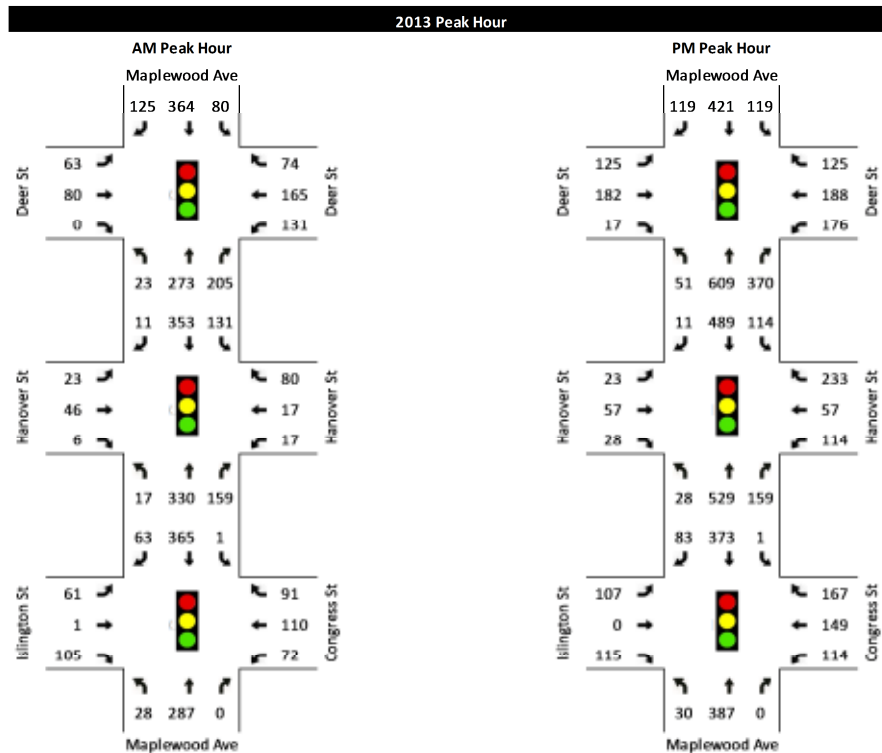 2013 Peak Hour
AM Peak Hour PM Peak Hour
Maplewood Ave Maplewood Ave
125 364 80 119 421 119
63 74 125 125
Deer St 80 165 Deer St Deer St 182 188 Deer St
0 131 17 176
23 273 205 51 609 370
11 353 131 11 489 114
23 80 23 233
Hanover St 46 17 Hanover St Hanover St 57 57 Hanover St
6 17 28 114
17 330 159 28 529 159
63 365 1 83 373 1
61 91 107 167
Islington St 1 110 Congress St Islington St 0 149 Congress St
105 72 115 114
28 287 0 30 387 0
Maplewood Ave Maplewood Ave